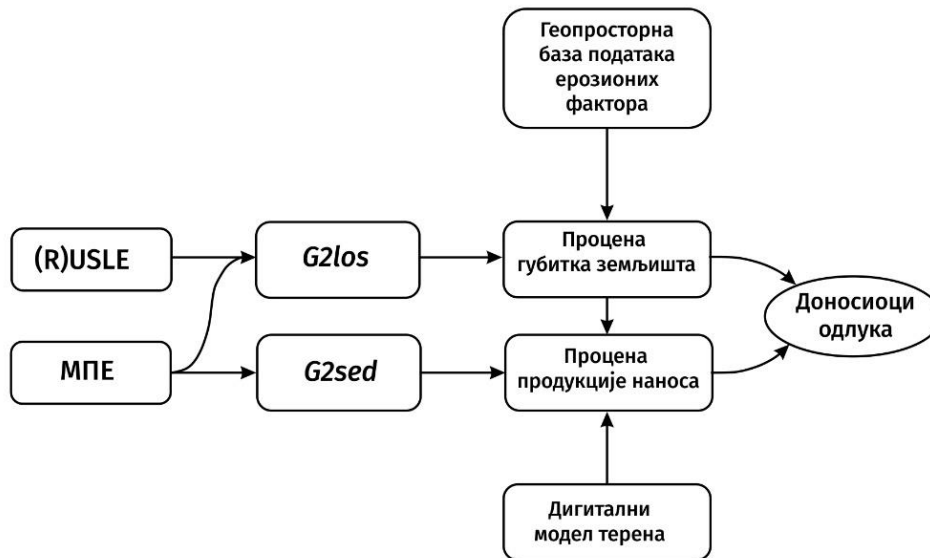 Геопросторна
база података
ерозионих
фактора
(R)USLE
G2los
Процена
губитка земљишта
Доносиоци
одлука
МПЕ
G2sed
Процена
продукције наноса
Дигитални
модел терена